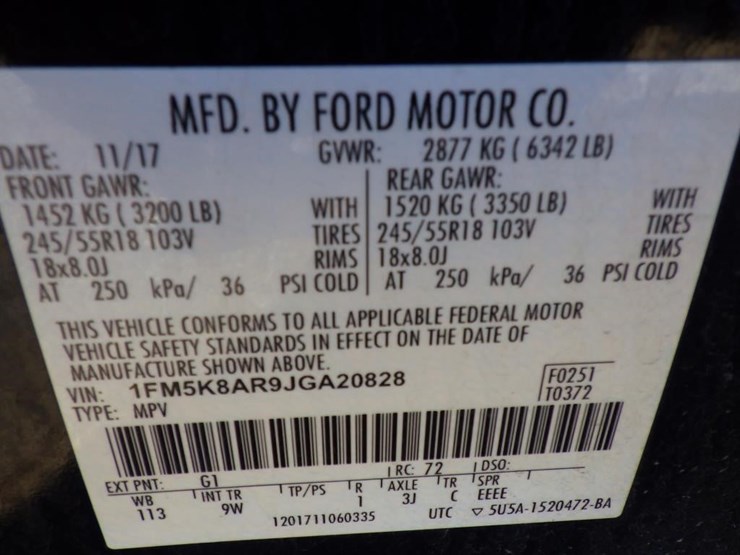 MFD. BY FORD MOTOR CO.
DATE: 11/17 GVWR: 2877 KG ( 6342 LB)
FRONT GAWR: REAR GAWR:
1452 KG ( 3200 LB) WITH 1520 KG ( 3350 LB) WITH
245/55R18 103V TIRES 245/55R18 103V TIRES
18x8.0J RIMS 18x8.0J RIMS
AT 250 kPa/ 36 PSI COLD AT 250 kPa/ 36 PSI COLD
THIS VEHICLE CONFORMS TO ALL APPLICABLE FEDERAL MOTOR
VEHICLE SAFETY STANDARDS IN EFFECT ON THE DATE OF
MANUFACTURE SHOWN ABOVE.
VIN: 1FM5K8AR9JGA20828 F0251
TYPE: MPV T0372
EXT PNT: G1 RC: 72 DSO:
WB INT TR TP/PS R AXLE TR SPR
113 9W 1 3J C EEEE
1201711060335 UTC ▽ 5U5A-1520472-BA